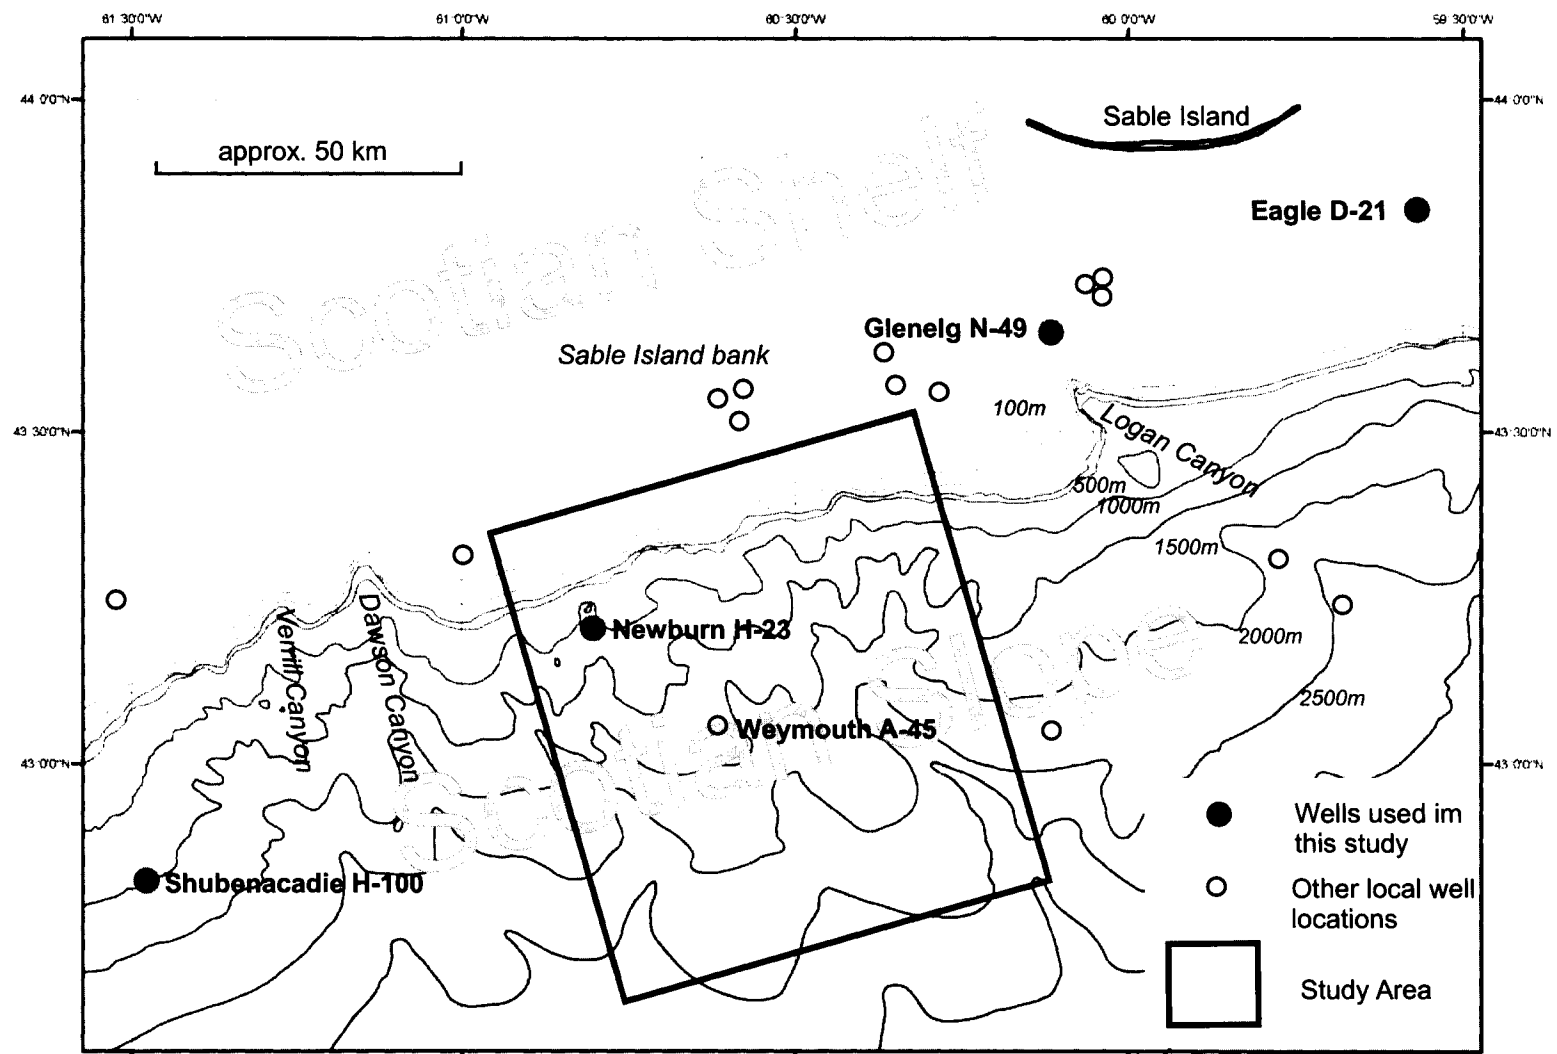 61 30'0"W
61 0'0"W
60 30'0"W
60 0'0"W
59 30'0"W
44 0'0"N
44 0'0"N
Sable Island
approx. 50 km
Scotian Shelf
Eagle D-21
Glenelg N-49
Sable Island bank
100m
Logan Canyon
43 30'0"N
43 30'0"N
500m
1000m
1500m
Verrill Canyon
Dawson Canyon
Newburn H-23
2000m
Scotian Slope
2500m
Weymouth A-45
43 0'0"N
43 0'0"N
Wells used im
this study
Shubenacadie H-100
Other local well
locations
Study Area